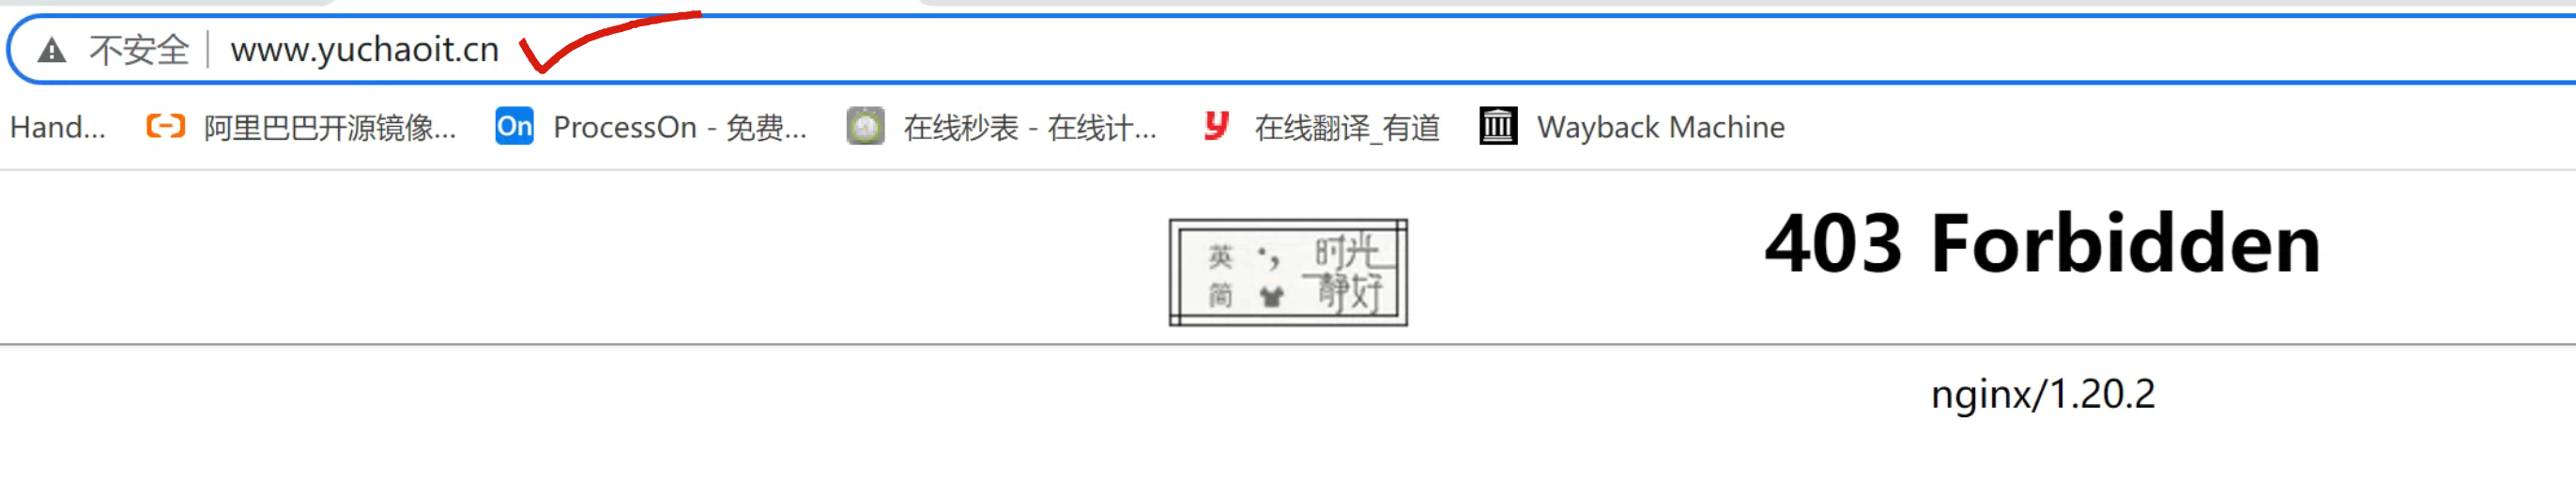 不安全 www.yuchaoit.cn
Hand... 阿里巴巴开源镜像... On ProcessOn - 免费... 在线秒表 - 在线计... y 在线翻译_有道 Wayback Machine
英 ·, 时光
简 静好
403 Forbidden
nginx/1.20.2